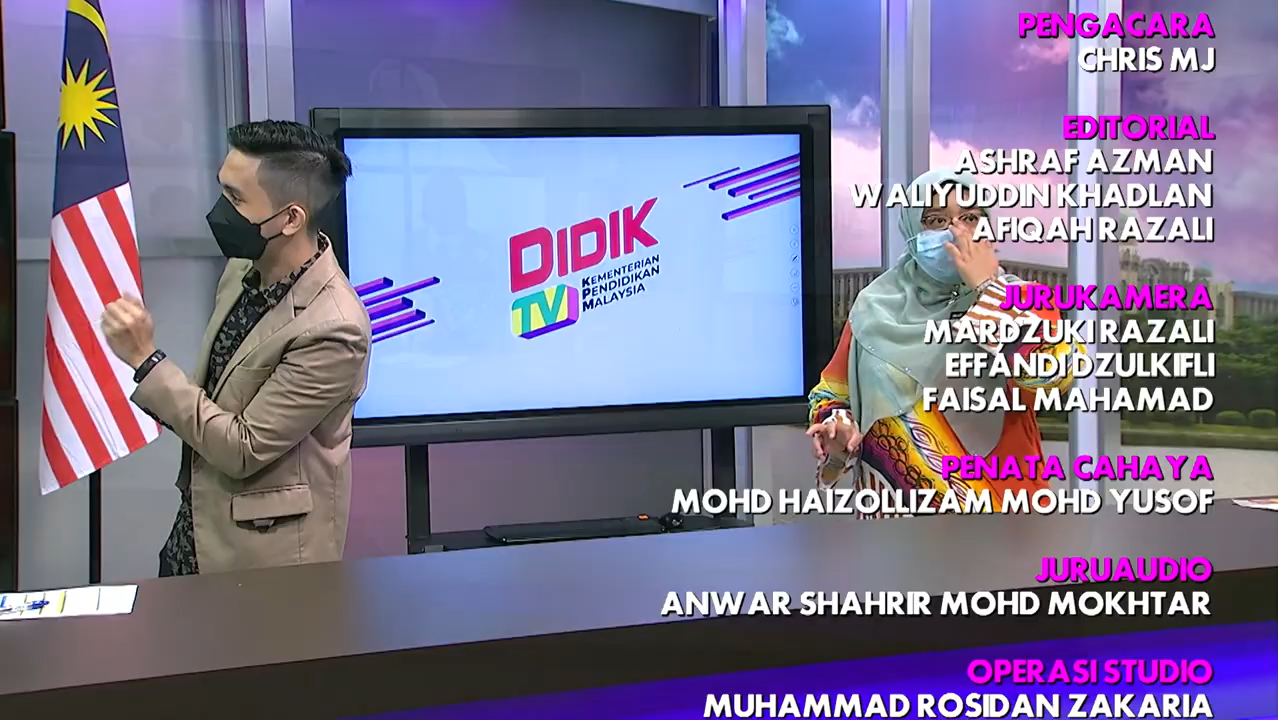 PENGACARA
CHRIS MJ
EDITORIAL
ASHRAF AZMAN
WALIYUDDIN KHADLAN
AFIQAH RAZALI
JURUKAMERA
MARDZUKI RAZALI
EFFANDI DZULKIFLI
FAISAL MAHAMAD
PENATA CAHAYA
MOHD HAIZOLLIZAM MOHD YUSOF
JURUAUDIO
ANWAR SHAHRIR MOHD MOKHTAR
OPERASI STUDIO
MUHAMMAD ROSIDAN ZAKARIA
DIDIK
TV
KEMENTERIAN
PENDIDIKAN
MALAYSIA